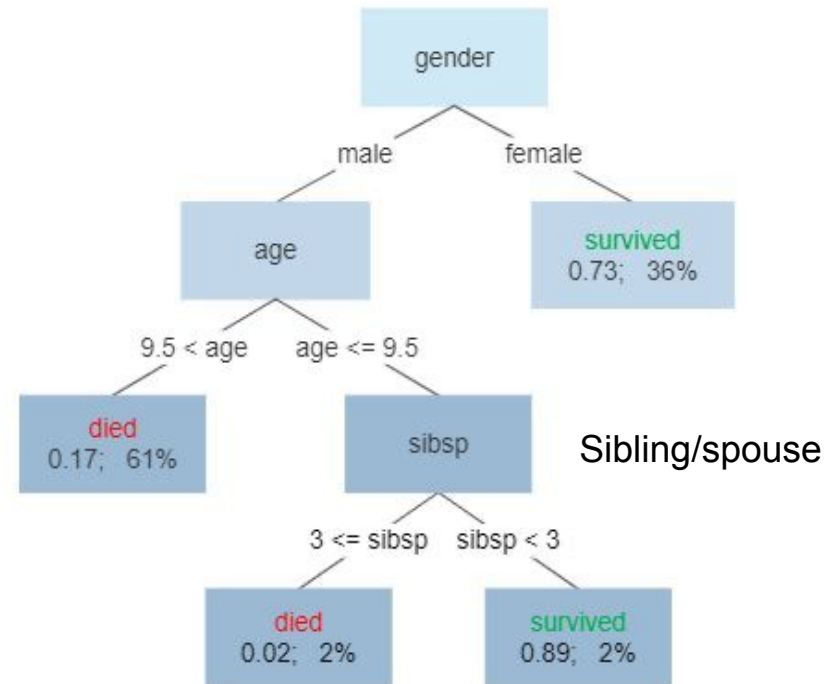 gender
male
female
age
survived
0.73; 36%
9.5 < age
age <= 9.5
died
0.17; 61%
sibsp
Sibling/spouse
3 <= sibsp
sibsp < 3
died
0.02; 2%
survived
0.89; 2%